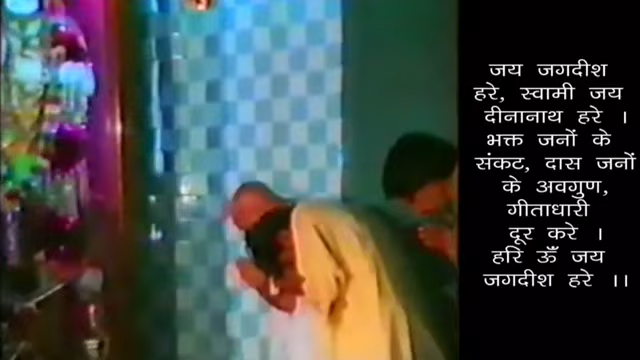 जय जगदीश
हरे, स्वामी जय
दीनानाथ हरे ।
भक्त जनों के
संकट, दास जनों
के अवगुण,
गीताधारी
दूर करे ।
हरि ऊँ जय
जगदीश हरे ।।